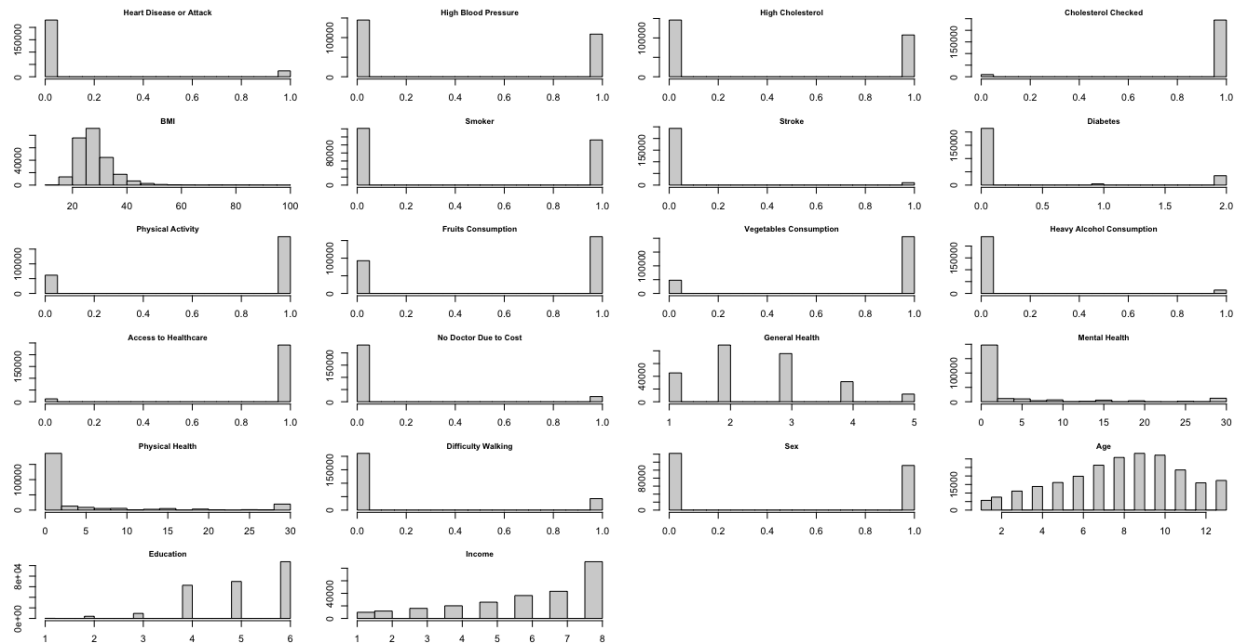 Heart Disease or Attack
0 150000
0.0 0.2 0.4 0.6 0.8 1.0
High Blood Pressure
0 100000
0.0 0.2 0.4 0.6 0.8 1.0
High Cholesterol
0 100000
0.0 0.2 0.4 0.6 0.8 1.0
Cholesterol Checked
0 150000
0.0 0.2 0.4 0.6 0.8 1.0
BMI
0 40000
20 40 60 80 100
Smoker
0 80000
0.0 0.2 0.4 0.6 0.8 1.0
Stroke
0 150000
0.0 0.2 0.4 0.6 0.8 1.0
Diabetes
0 150000
0.0 0.5 1.0 1.5 2.0
Physical Activity
0 100000
0.0 0.2 0.4 0.6 0.8 1.0
Fruits Consumption
0 100000
0.0 0.2 0.4 0.6 0.8 1.0
Vegetables Consumption
0 100000
0.0 0.2 0.4 0.6 0.8 1.0
Heavy Alcohol Consumption
0 150000
0.0 0.2 0.4 0.6 0.8 1.0
Access to Healthcare
0 150000
0.0 0.2 0.4 0.6 0.8 1.0
No Doctor Due to Cost
0 150000
0.0 0.2 0.4 0.6 0.8 1.0
General Health
0 40000
1 2 3 4 5
Mental Health
0 100000
0 5 10 15 20 25 30
Physical Health
0 100000
0 5 10 15 20 25 30
Difficulty Walking
0 150000
0.0 0.2 0.4 0.6 0.8 1.0
Sex
0 80000
0.0 0.2 0.4 0.6 0.8 1.0
Age
0 15000
2 4 6 8 10 12
Education
0e+00 8e+04
1 2 3 4 5 6
Income
0 40000
1 2 3 4 5 6 7 8